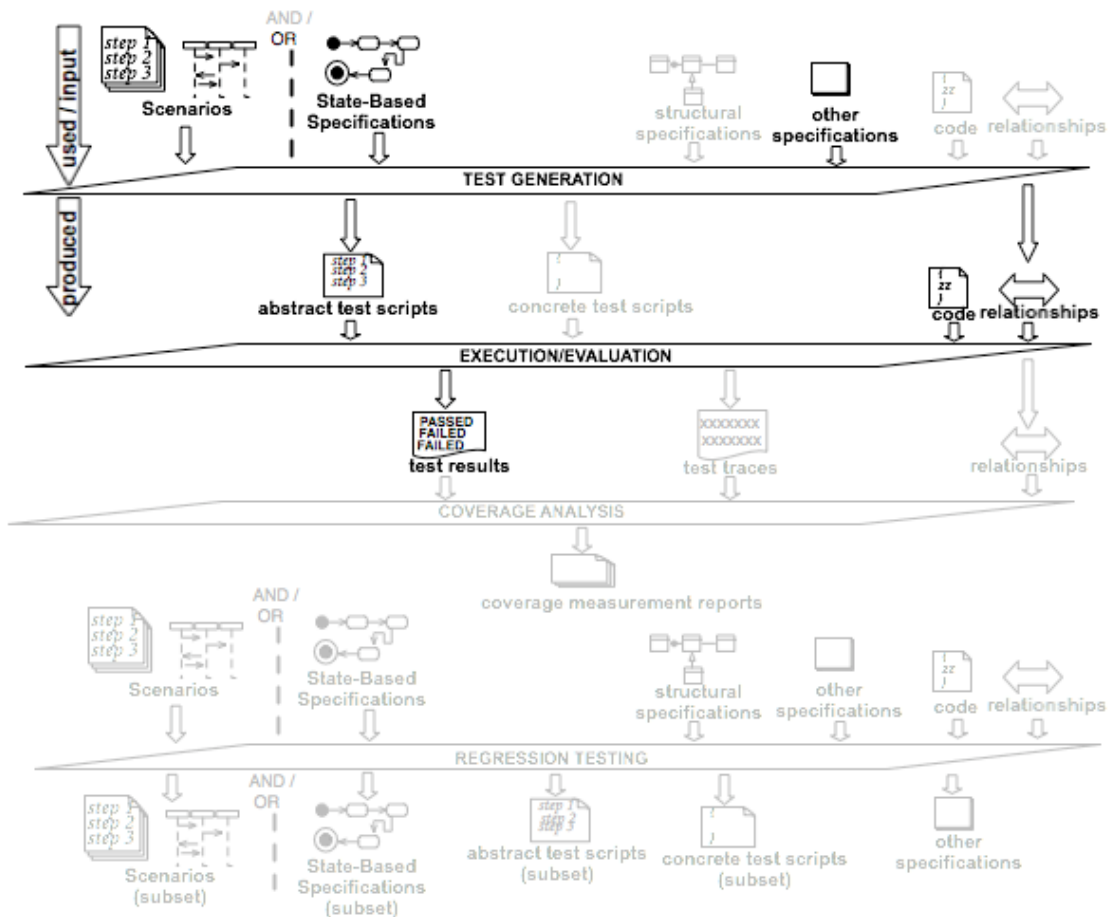 used / input
step 1
step 2
step 3
Scenarios
AND /
OR
State-Based
Specifications
structural
specifications
other
specifications
{
zz
}
code
relationships
TEST GENERATION
produced
step 1
step 2
step 3
abstract test scripts
{
}
concrete test scripts
{
zz
}
code
relationships
EXECUTION/EVALUATION
PASSED
FAILED
FAILED
test results
XXXXXXX
XXXXXXX
test traces
relationships
COVERAGE ANALYSIS
coverage measurement reports
step 1
step 2
step 3
Scenarios
AND /
OR
State-Based
Specifications
structural
specifications
other
specifications
{
zz
}
code
relationships
REGRESSION TESTING
step 1
step 2
step 3
Scenarios
(subset)
AND /
OR
State-Based
Specifications
(subset)
step 1
step 2
step 3
abstract test scripts
(subset)
{
}
concrete test scripts
(subset)
other
specifications